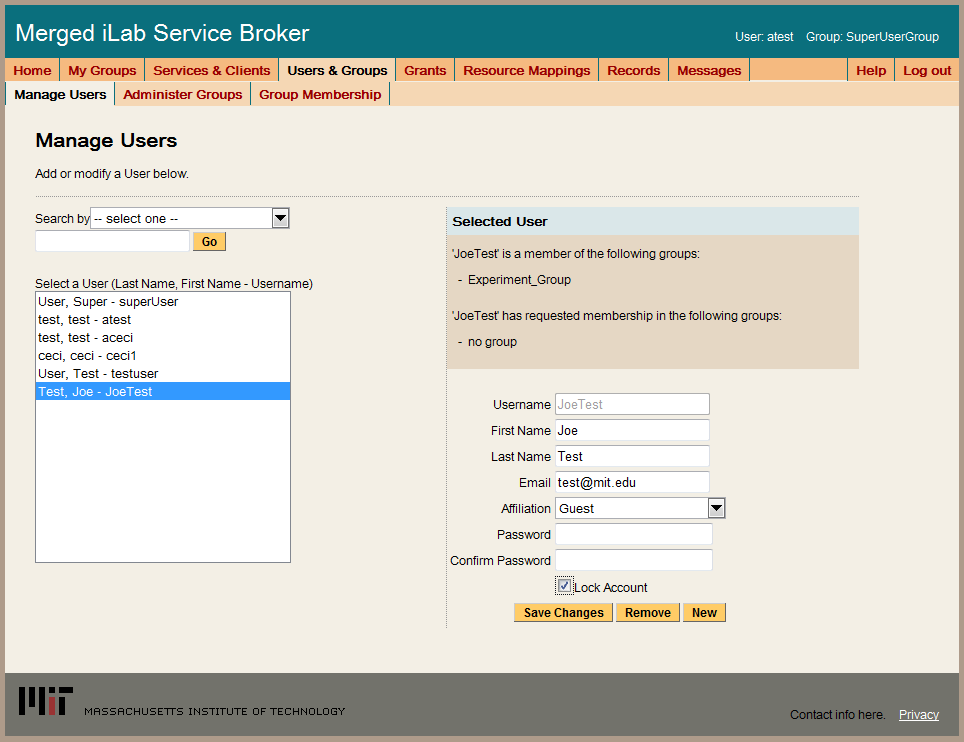 Merged iLab Service Broker
User: atest Group: SuperUserGroup
Home My Groups Services & Clients Users & Groups Grants Resource Mappings Records Messages Help Log out
Manage Users Administer Groups Group Membership
Manage Users
Add or modify a User below.
Search by -- select one --
Go
Select a User (Last Name, First Name - Username)
User, Super - superUser
test, test - atest
test, test - aceci
ceci, ceci - ceci1
User, Test - testuser
Test, Joe - JoeTest
Selected User
'JoeTest' is a member of the following groups:
- Experiment_Group
'JoeTest' has requested membership in the following groups:
- no group
Username JoeTest
First Name Joe
Last Name Test
Email test@mit.edu
Affiliation Guest
Password
Confirm Password
Lock Account
Save Changes Remove New
MIT MASSACHUSETTS INSTITUTE OF TECHNOLOGY
Contact info here. Privacy